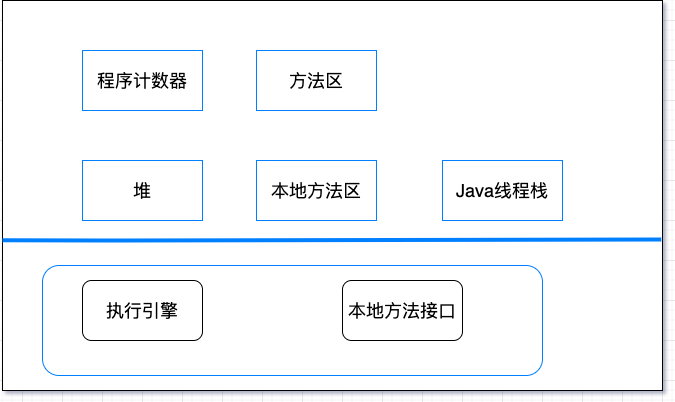 程序计数器
方法区
堆
本地方法区
Java线程栈
执行引擎
本地方法接口